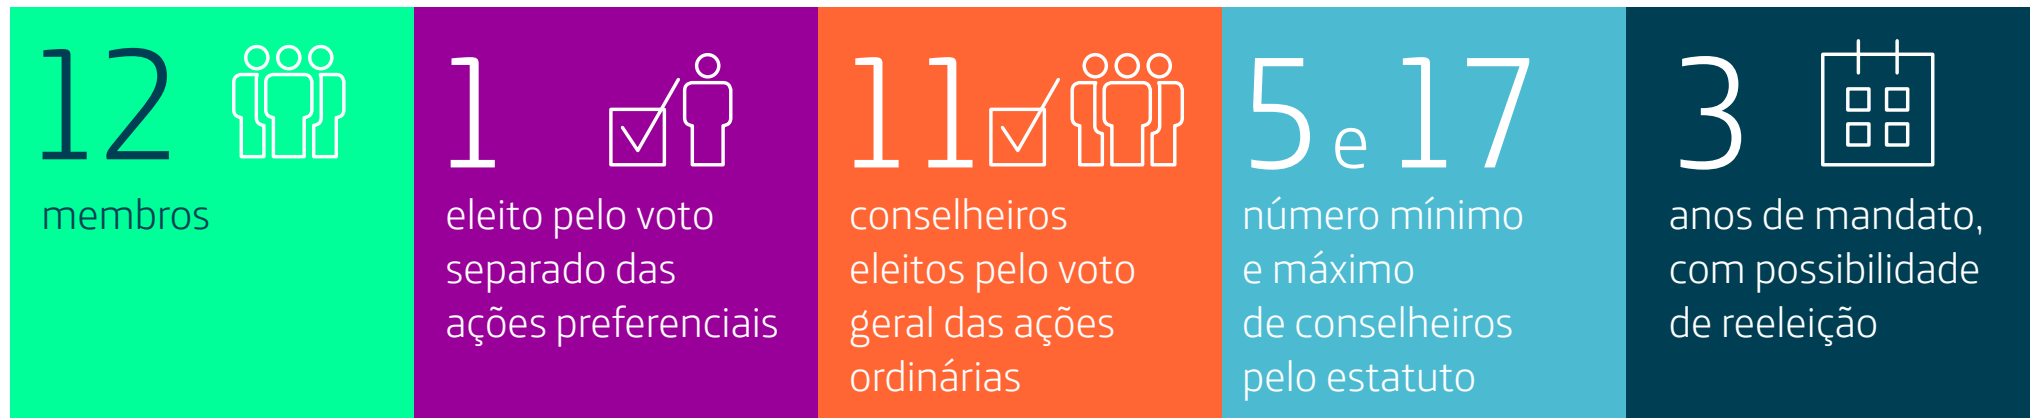 12
membros
1
eleito pelo voto
separado das
ações preferenciais
11
conselheiros
eleitos pelo voto
geral das ações
ordinárias
5 e 17
número mínimo
e máximo
de conselheiros
pelo estatuto
3
anos de mandato,
com possibilidade
de reeleição